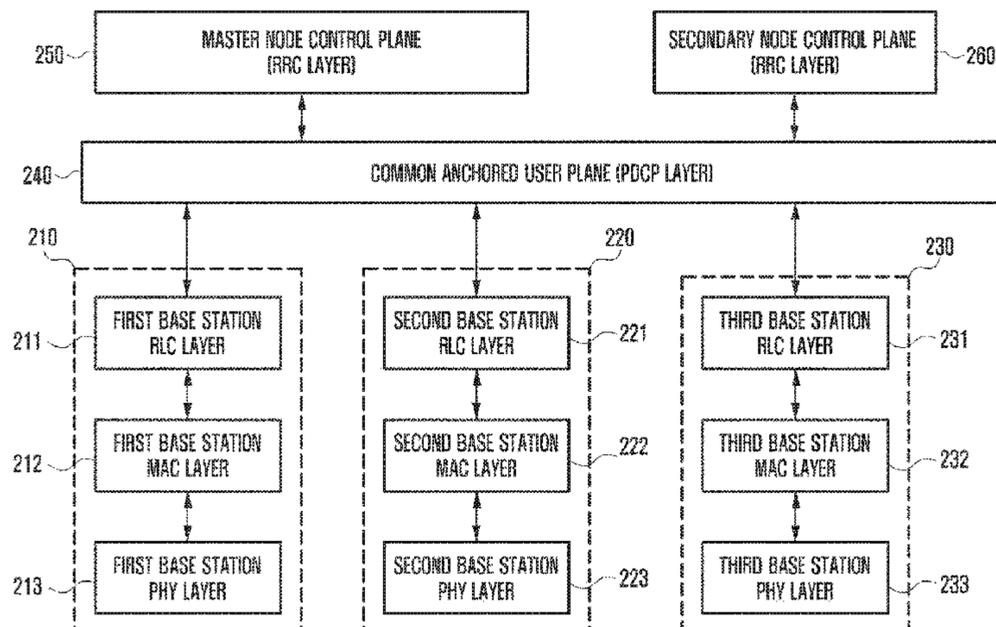 250
MASTER NODE CONTROL PLANE
(RRC LAYER)
SECONDARY NODE CONTROL PLANE
(RRC LAYER)
260
240
COMMON ANCHORED USER PLANE (PDCP LAYER)
210
220
230
211
FIRST BASE STATION
RLC LAYER
SECOND BASE STATION
RLC LAYER
221
THIRD BASE STATION
RLC LAYER
231
212
FIRST BASE STATION
MAC LAYER
SECOND BASE STATION
MAC LAYER
222
THIRD BASE STATION
MAC LAYER
232
213
FIRST BASE STATION
PHY LAYER
SECOND BASE STATION
PHY LAYER
223
THIRD BASE STATION
PHY LAYER
233